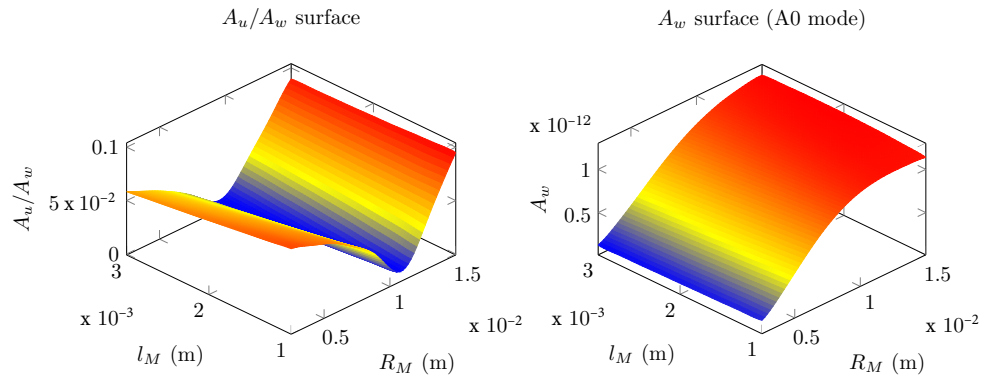 A_u/A_w surface
A_w surface (A0 mode)
0.1
5 x 10^{-2}
0
A_u/A_w
3
2
1
x 10^{-3}
l_M (m)
0.5
1
1.5
x 10^{-2}
R_M (m)
x 10^{-12}
1
0.5
A_w
3
2
1
x 10^{-3}
l_M (m)
0.5
1
1.5
x 10^{-2}
R_M (m)